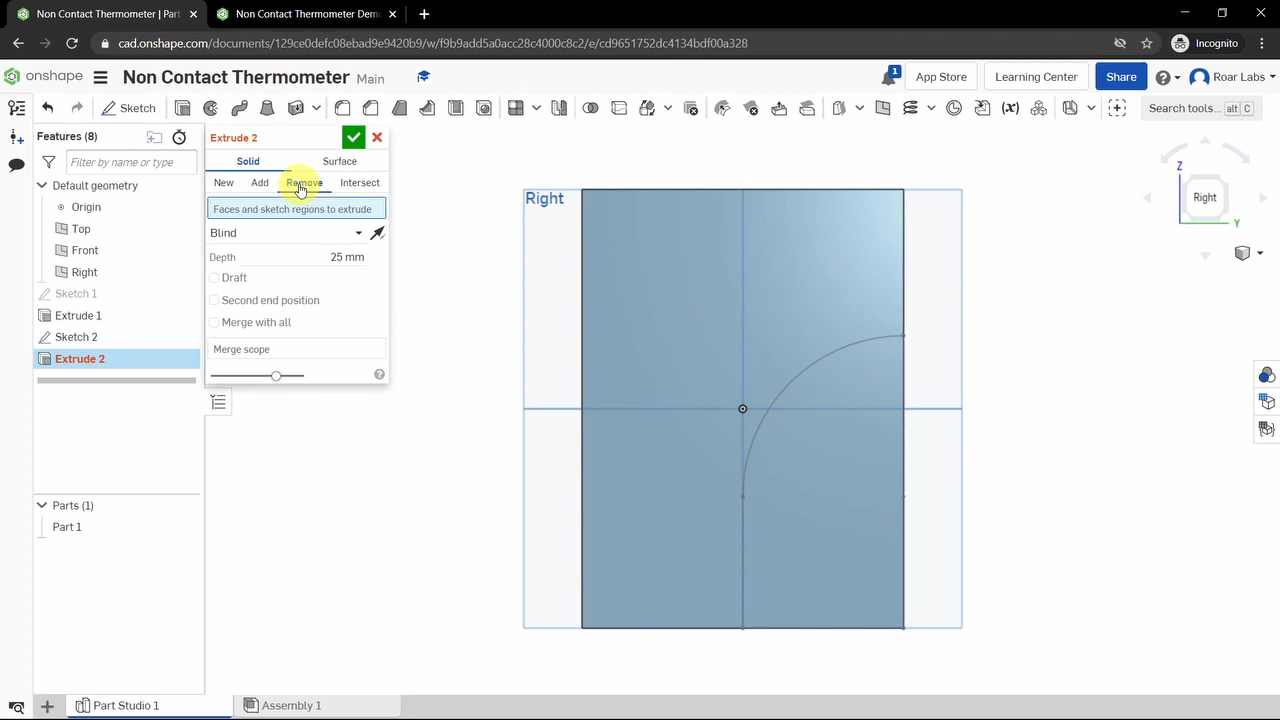 Non Contact Thermometer | Part
Non Contact Thermometer Dem
cad.onshape.com/documents/129ce0defc08ebad9e9420b9/w/f9b9add5a0acc28c4000c8c2/e/cd9651752dc4134bdf00a328
Incognito
onshape
Non Contact Thermometer Main
1
App Store
Learning Center
Share
Roar Labs
Sketch
Search tools... alt C
Features (8)
Filter by name or type
Default geometry
Origin
Top
Front
Right
Sketch 1
Extrude 1
Sketch 2
Extrude 2
Parts (1)
Part 1
Extrude 2
Solid Surface
New Add Remove Intersect
Faces and sketch regions to extrude
Blind
Depth 25 mm
Draft
Second end position
Merge with all
Merge scope
Right
Z
Right
Y
Part Studio 1
Assembly 1